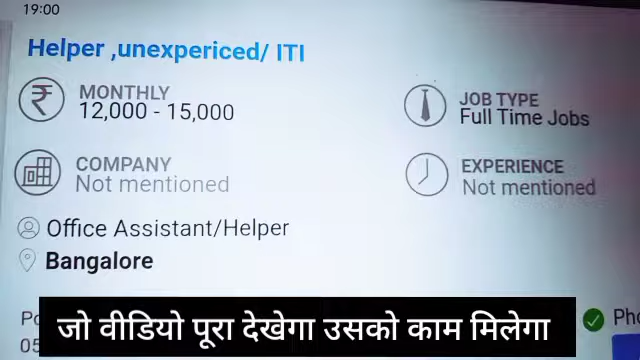 19:00
Helper ,unexpericed/ ITI
MONTHLY
12,000 - 15,000
JOB TYPE
Full Time Jobs
COMPANY
Not mentioned
EXPERIENCE
Not mentioned
Office Assistant/Helper
Bangalore
जो वीडियो पूरा देखेगा उसको काम मिलेगा